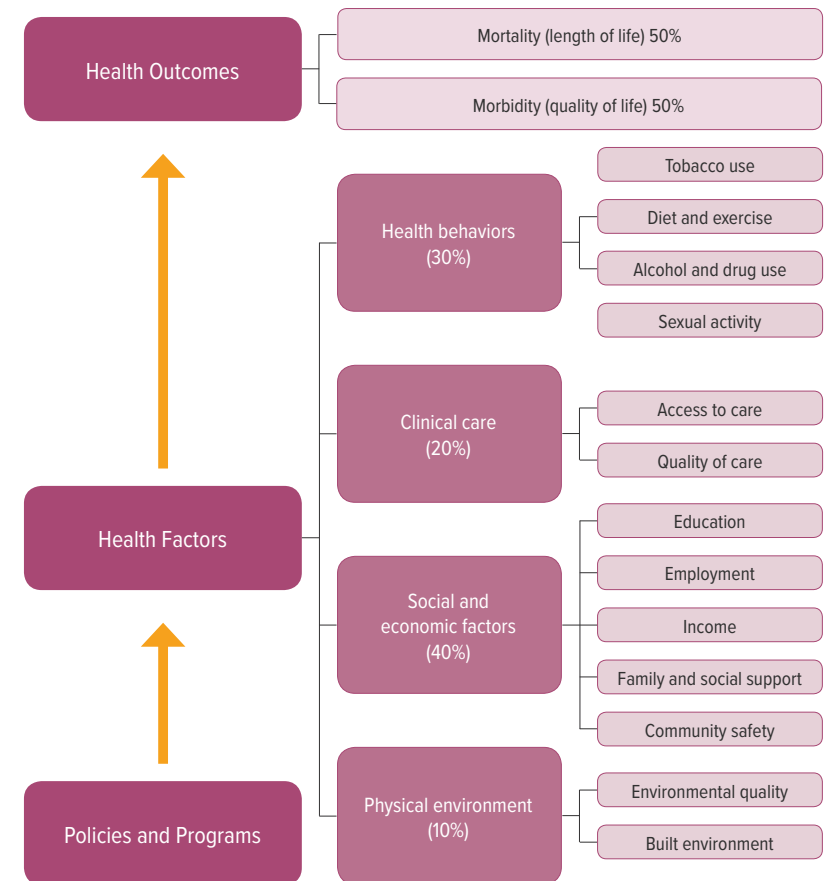 Health Outcomes
Mortality (length of life) 50%
Morbidity (quality of life) 50%
Health Factors
Health behaviors
(30%)
Tobacco use
Diet and exercise
Alcohol and drug use
Sexual activity
Clinical care
(20%)
Access to care
Quality of care
Social and
economic factors
(40%)
Education
Employment
Income
Family and social support
Community safety
Physical environment
(10%)
Environmental quality
Built environment
Policies and Programs